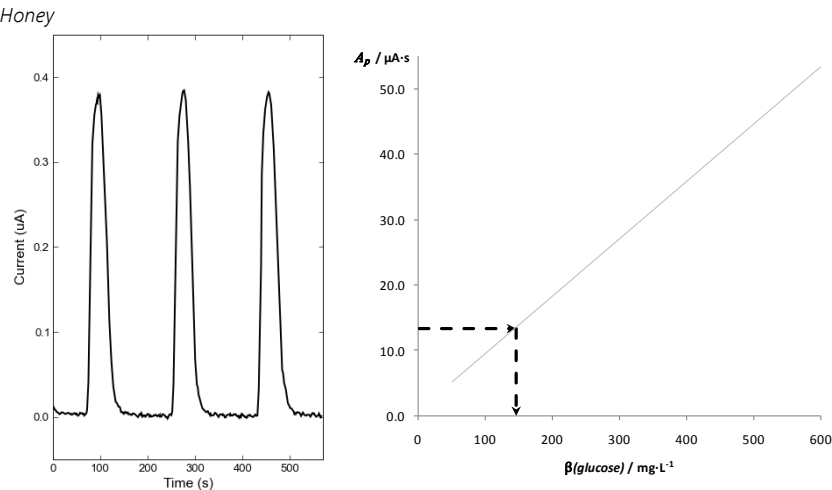 Honey
0.4
0.3
0.2
0.1
0.0
Current (uA)
0 100 200 300 400 500
Time (s)
Aₚ / µA·s
50.0
40.0
30.0
20.0
10.0
0.0
0 100 200 300 400 500 600
β(glucose) / mg·L⁻¹